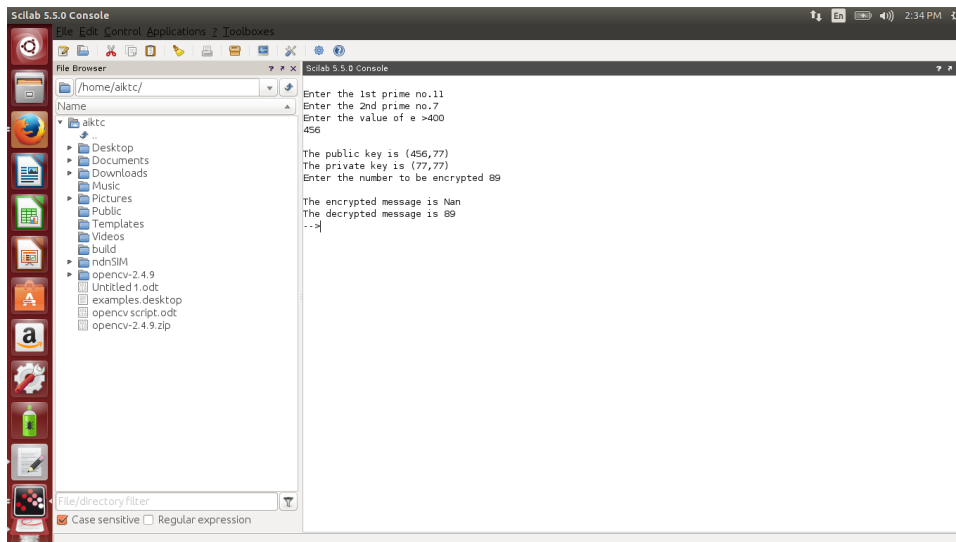 Scilab 5.5.0 Console
En
2:34 PM
File Edit Control Applications ? Toolboxes
File Browser
? ↗ X
Scilab 5.5.0 Console
? ↗
/home/aiktc/
Name
aiktc
..
Desktop
Documents
Downloads
Music
Pictures
Public
Templates
Videos
build
ndnSIM
opencv-2.4.9
Untitled 1.odt
examples.desktop
opencv script.odt
opencv-2.4.9.zip
File/directory filter
Case sensitive
Regular expression
Enter the 1st prime no.11
Enter the 2nd prime no.7
Enter the value of e >400
456
The public key is (456,77)
The private key is (77,77)
Enter the number to be encrypted 89
The encrypted message is Nan
The decrypted message is 89
-->
a